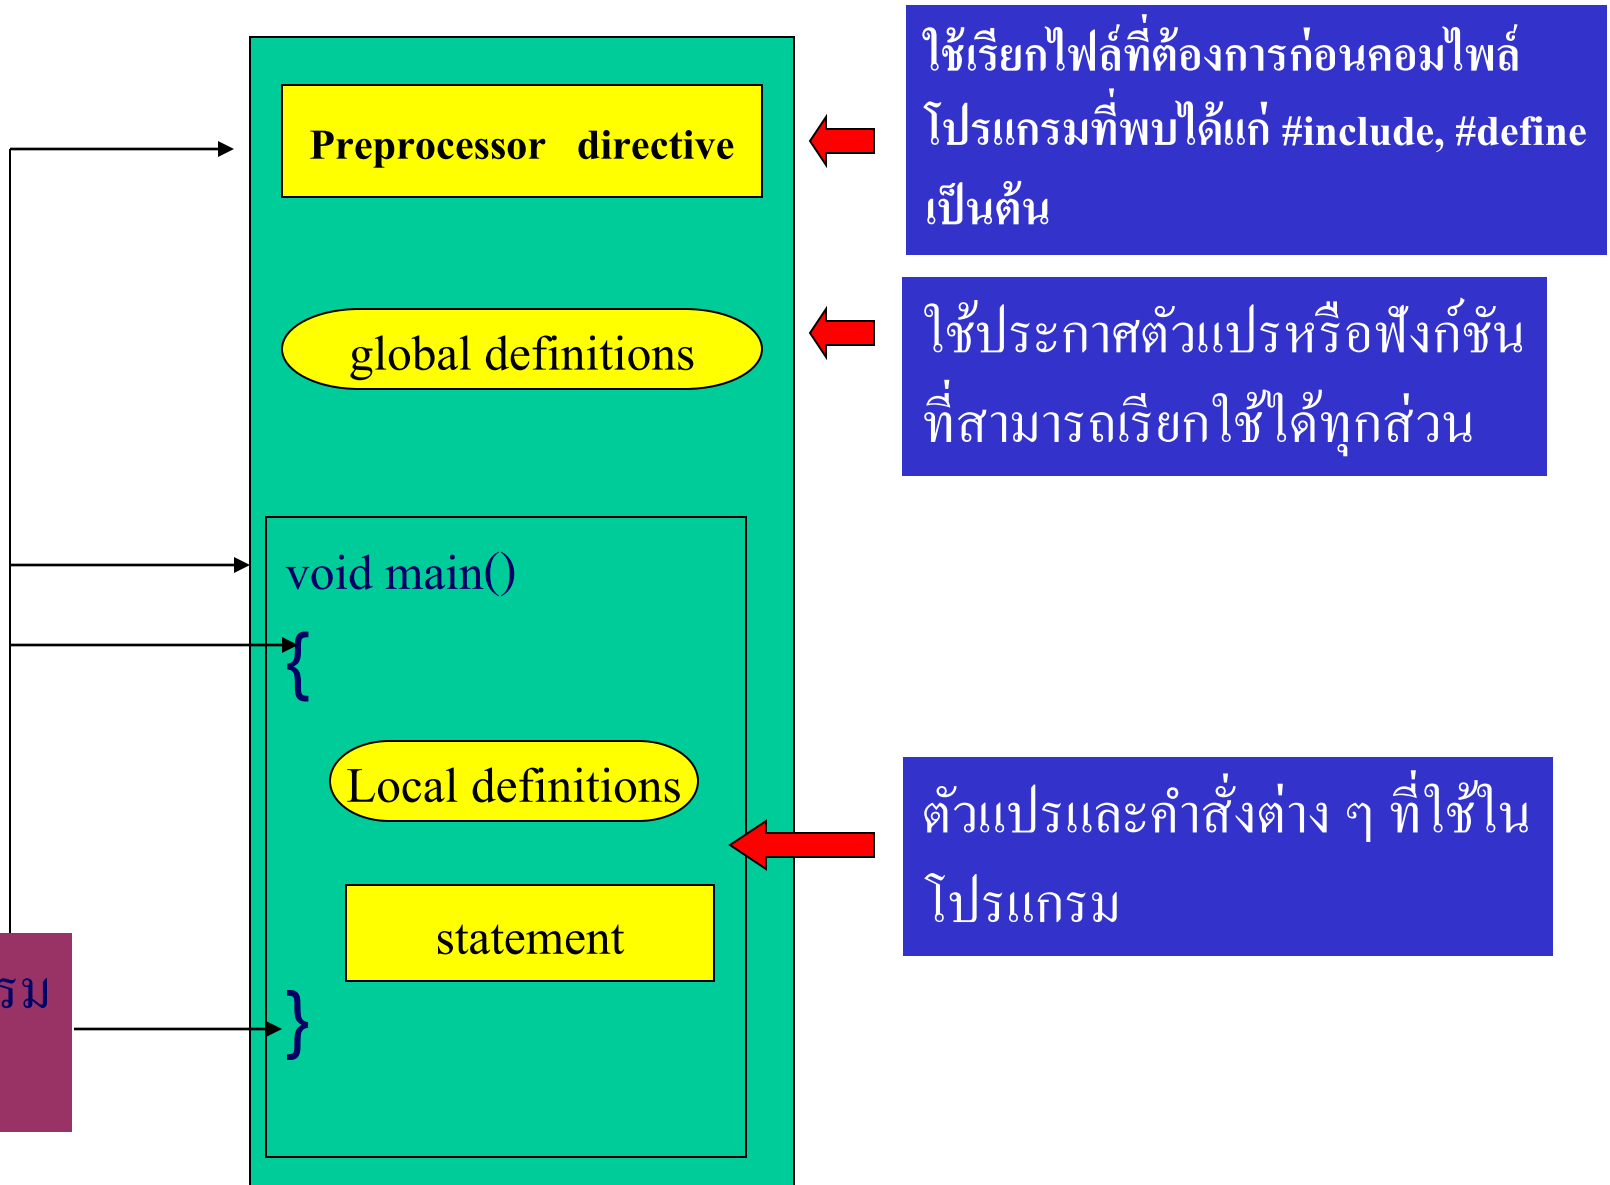 ใช้เรียกไฟล์ที่ต้องการก่อนคอมไพล์
โปรแกรมที่พบได้แก่ #include, #define
เป็นต้น
Preprocessor directive
global definitions
ใช้ประกาศตัวแปรหรือฟังก์ชัน
ที่สามารถเรียกใช้ได้ทุกส่วน
void main()
{
Local definitions
ตัวแปรและคำสั่งต่าง ๆ ที่ใช้ใน
โปรแกรม
statement
}